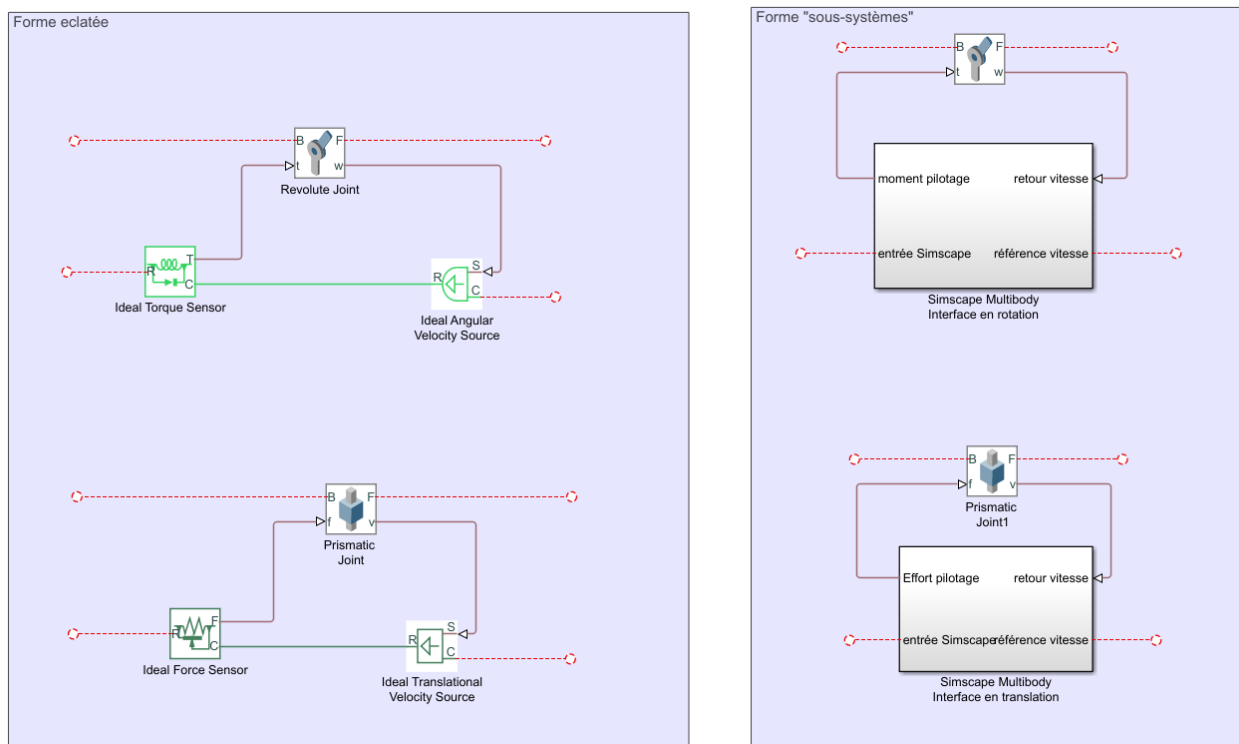 Forme eclatée
B
F
t
w
Revolute Joint
R
T
C
Ideal Torque Sensor
R
S
C
Ideal Angular
Velocity Source
B
F
f
v
Prismatic
Joint
R
F
C
Ideal Force Sensor
R
S
C
Ideal Translational
Velocity Source
Forme "sous-systèmes"
B
F
t
w
moment pilotage
retour vitesse
entrée Simscape
référence vitesse
Simscape Multibody
Interface en rotation
B
F
f
v
Prismatic
Joint1
Effort pilotage
retour vitesse
entrée Simscape
référence vitesse
Simscape Multibody
Interface en translation